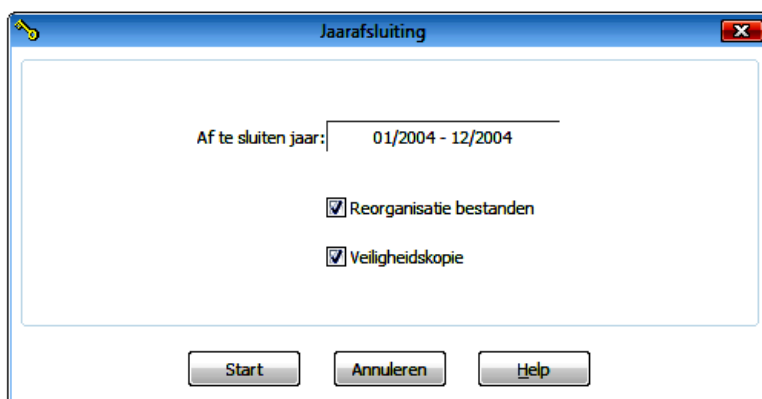 Jaarafsluiting
Af te sluiten jaar: 01/2004 - 12/2004
Reorganisatie bestanden
Veiligheidskopie
Start Annuleren Help